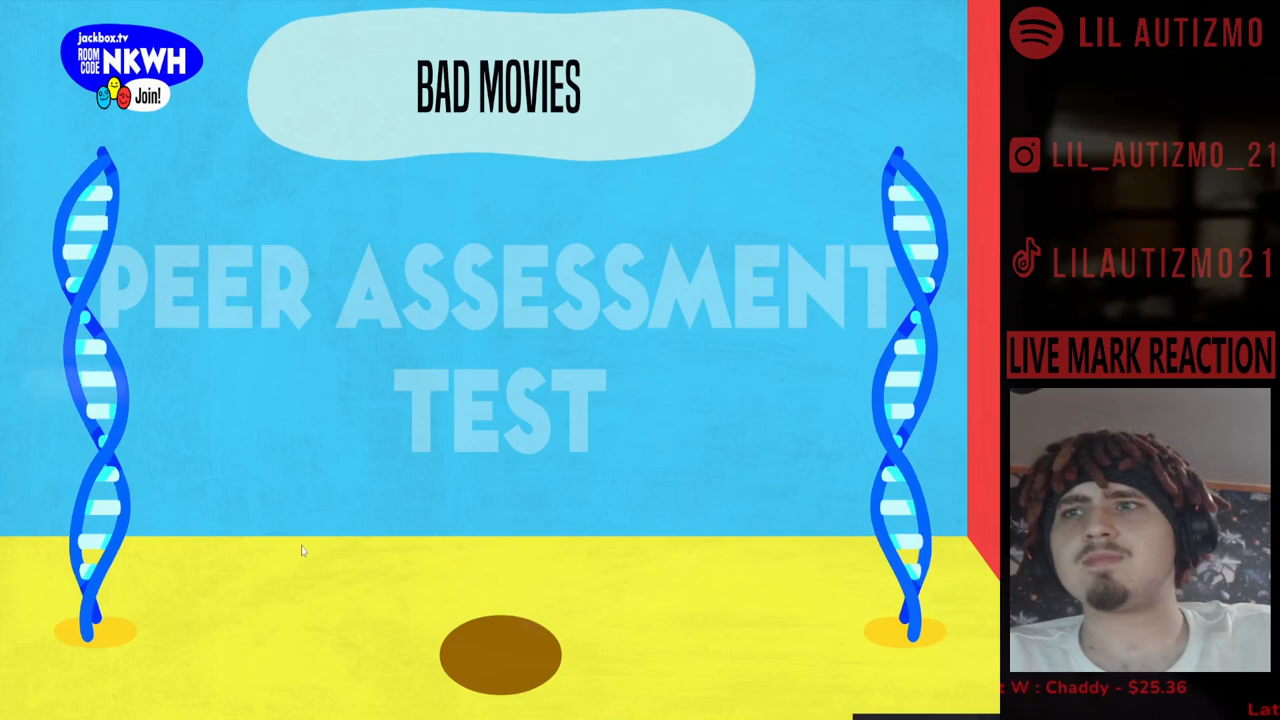 jackbox.tv
ROOM CODE NKWH
Join!
BAD MOVIES
PEER ASSESSMENT
TEST
LIL AUTIZMO
LIL_AUTIZMO_21
LILAUTIZMO21
LIVE MARK REACTION
W : Chaddy - $25.36
Lat